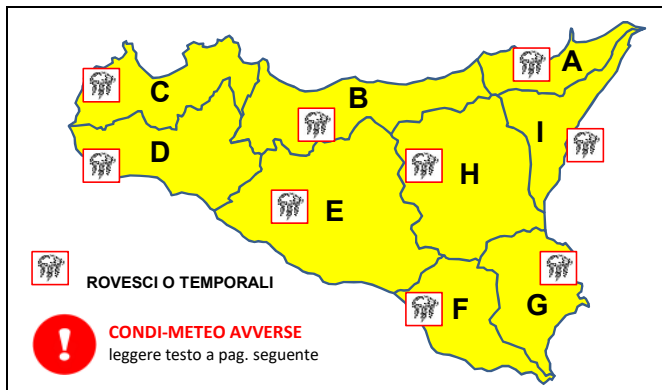 A
C
B
I
D
H
E
F
G
ROVESCI O TEMPORALI
CONDI-METEO AVVERSE
leggere testo a pag. seguente